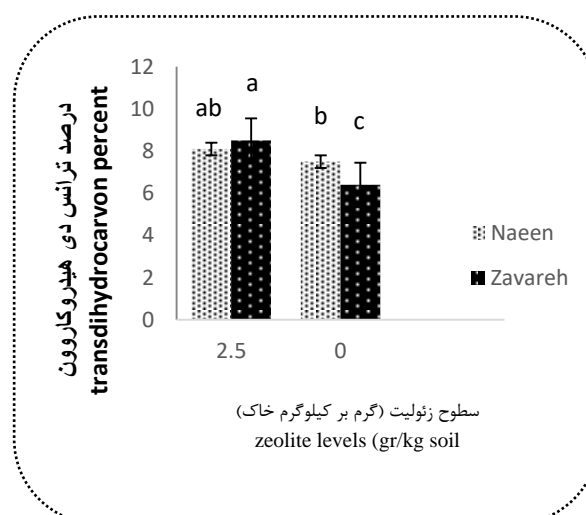 درصد ترانس دی هیدروکاروون
transdihydrocarvon percent
12
10
8
6
4
2
0
ab
a
b
c
Naeen
Zavareh
2.5
0
سطوح زئولیت (گرم بر کیلوگرم خاک)
zeolite levels (gr/kg soil